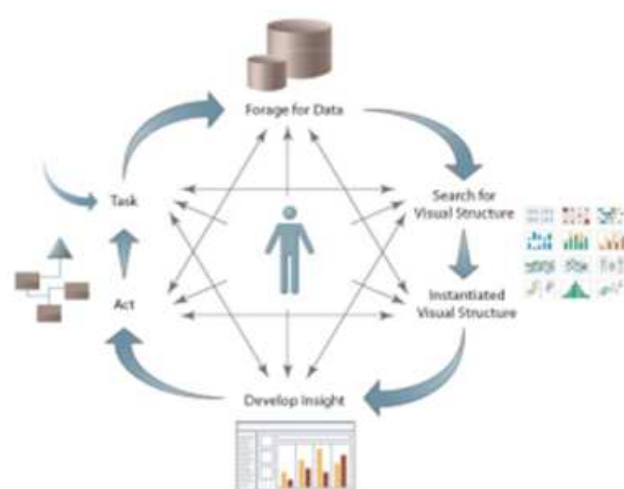 Forage for Data
Task
Search for
Visual Structure
Act
Instantiated
Visual Structure
Develop Insight